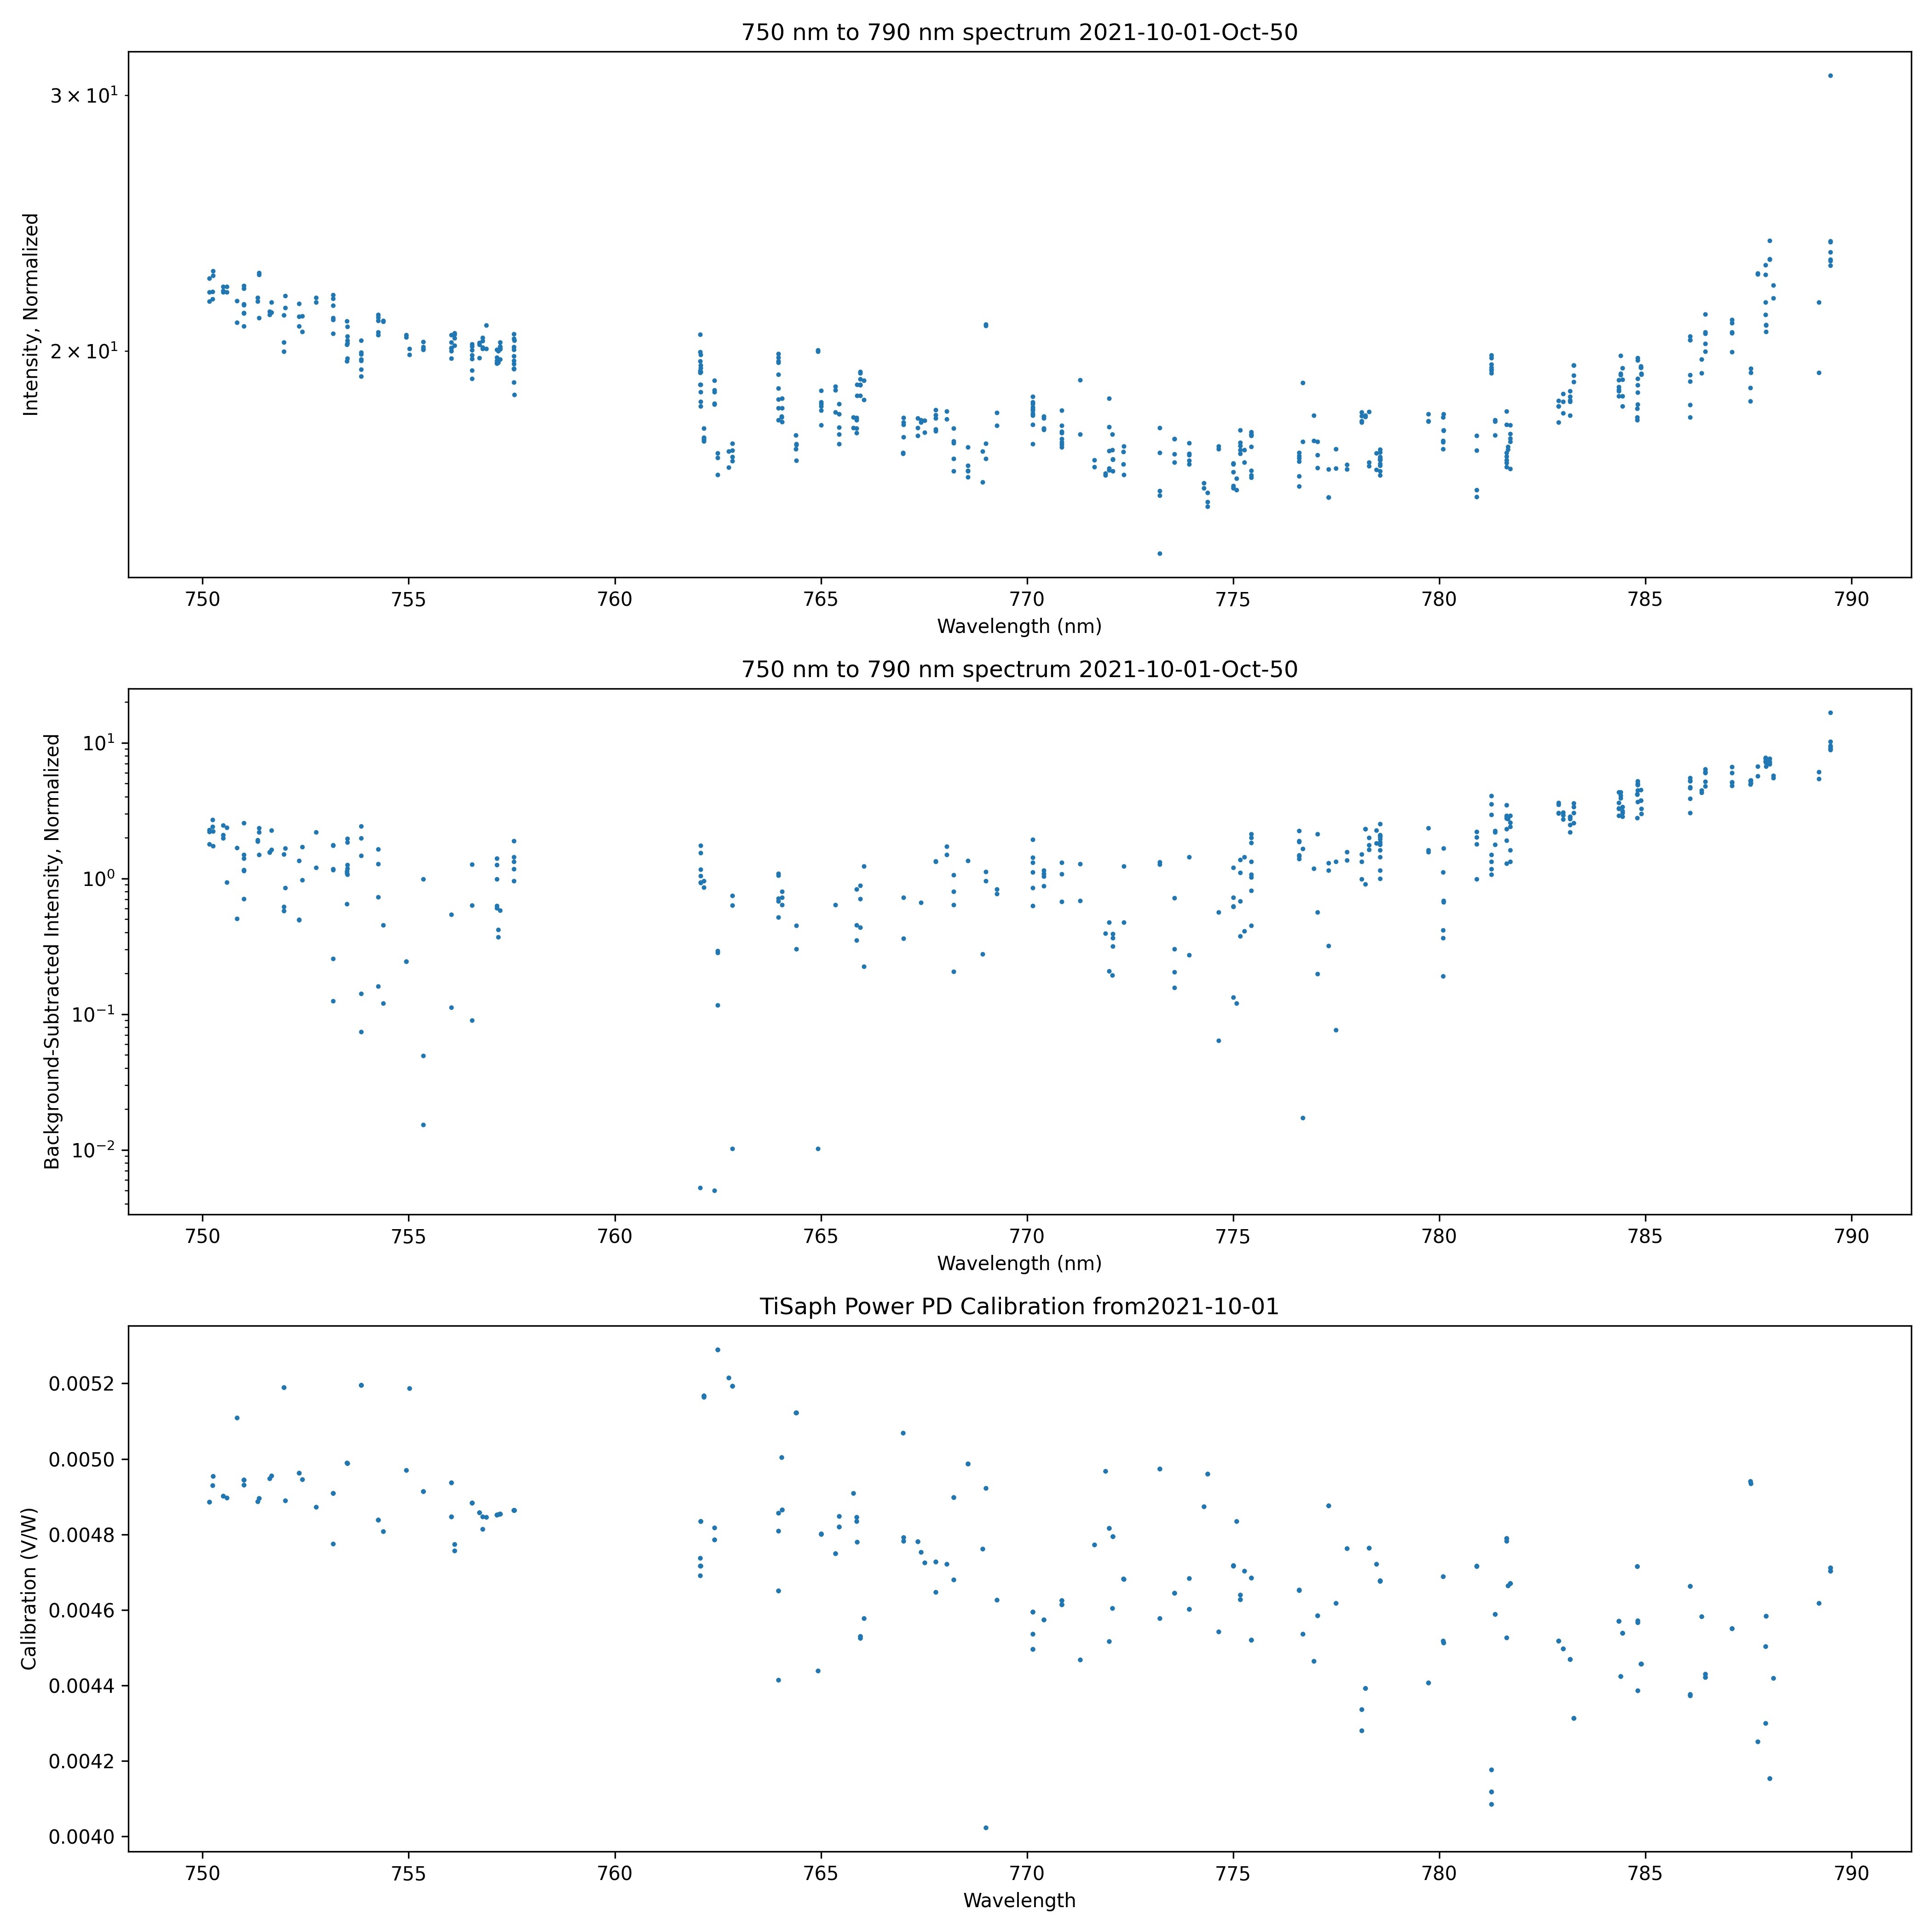 750 nm to 790 nm spectrum 2021-10-01-Oct-50
Intensity, Normalized
3 × 10¹
2 × 10¹
750 755 760 765 770 775 780 785 790
Wavelength (nm)
750 nm to 790 nm spectrum 2021-10-01-Oct-50
Background-Subtracted Intensity, Normalized
10¹
10⁰
10⁻¹
10⁻²
750 755 760 765 770 775 780 785 790
Wavelength (nm)
TiSaph Power PD Calibration from2021-10-01
Calibration (V/W)
0.0052
0.0050
0.0048
0.0046
0.0044
0.0042
0.0040
750 755 760 765 770 775 780 785 790
Wavelength